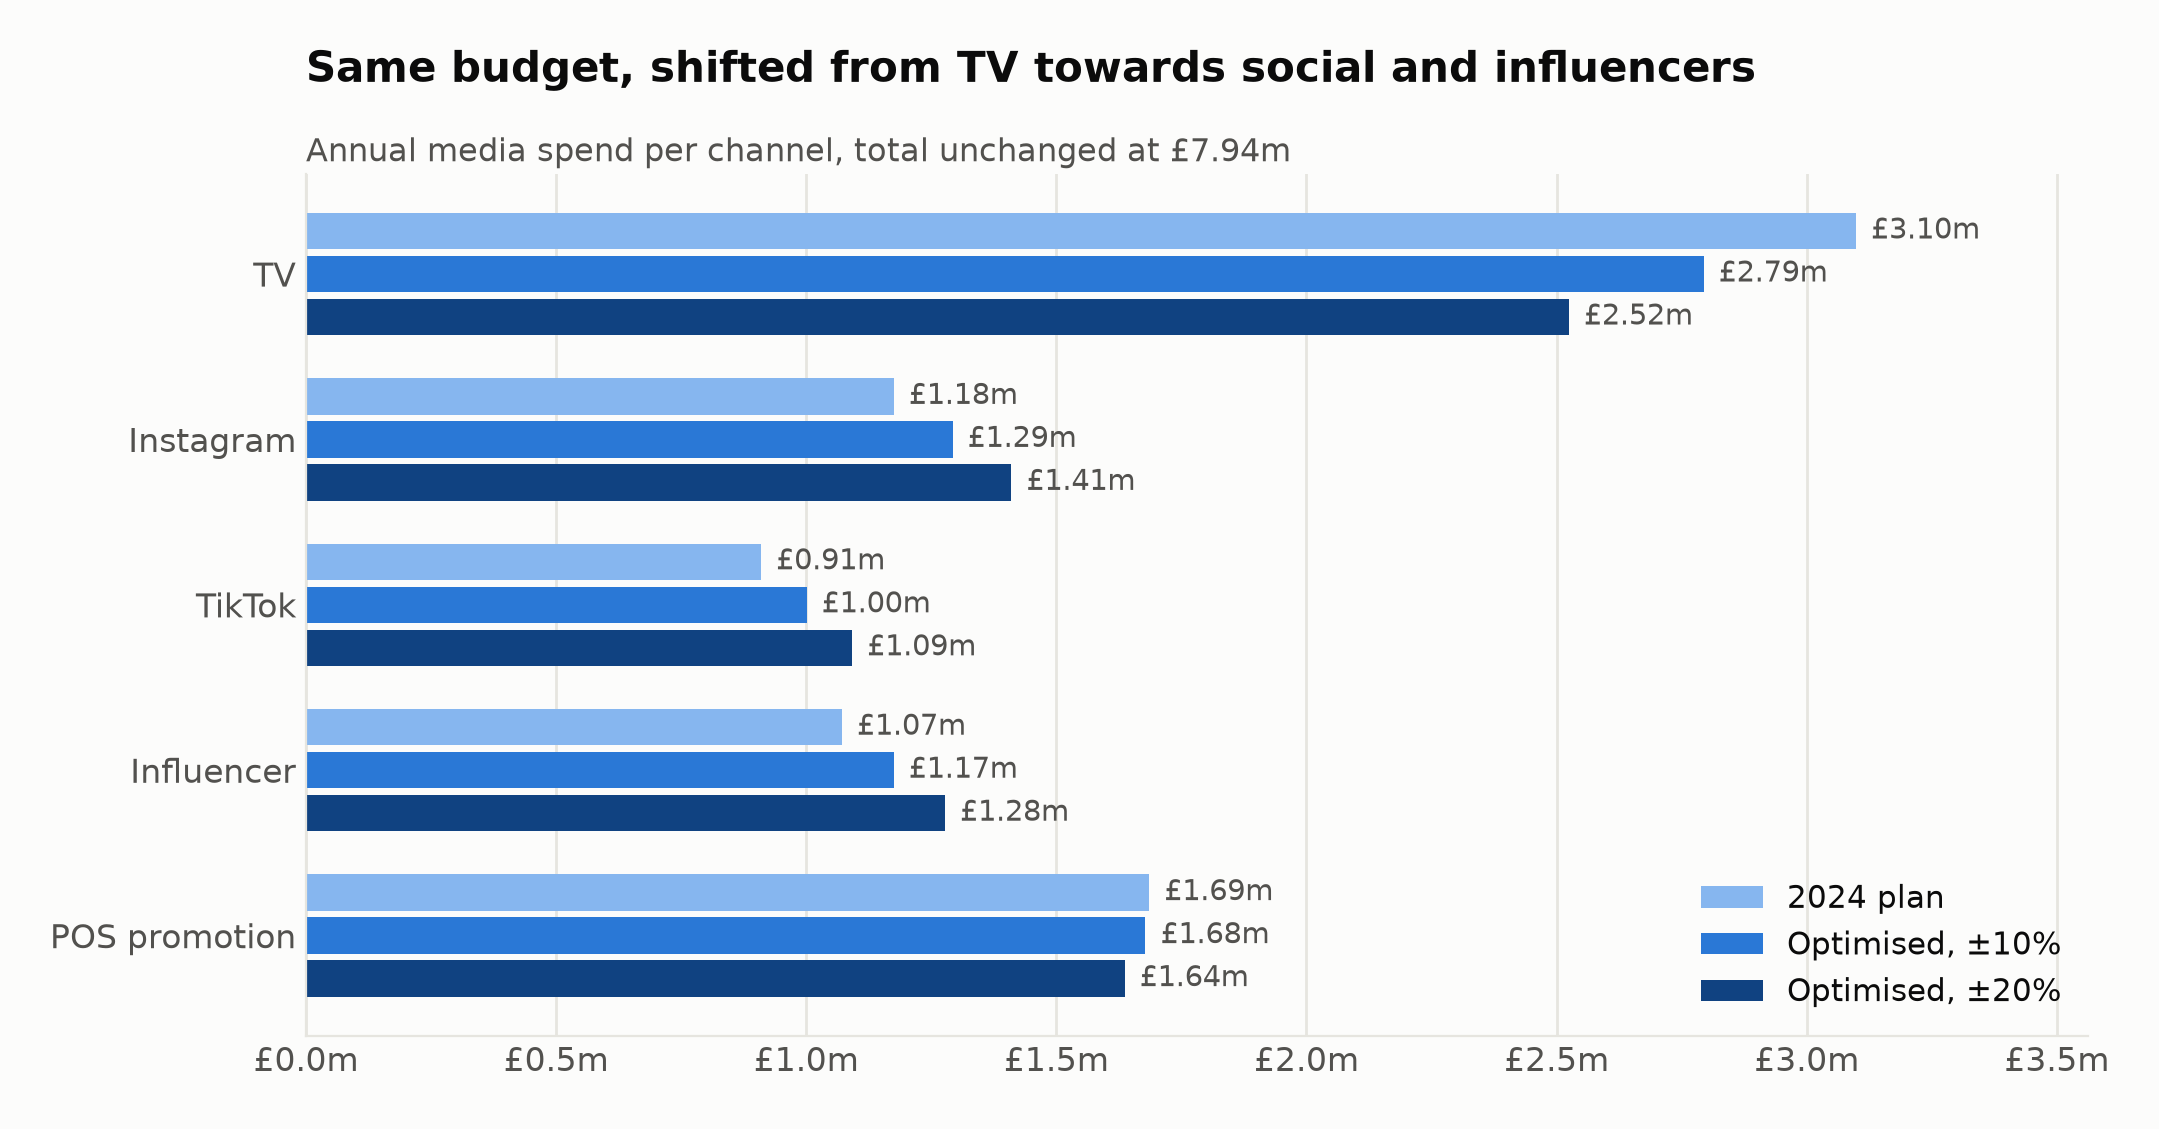 Same budget, shifted from TV towards social and influencers
Annual media spend per channel, total unchanged at £7.94m
TV
£3.10m
£2.79m
£2.52m
Instagram
£1.18m
£1.29m
£1.41m
TikTok
£0.91m
£1.00m
£1.09m
Influencer
£1.07m
£1.17m
£1.28m
POS promotion
£1.69m
£1.68m
£1.64m
2024 plan
Optimised, ±10%
Optimised, ±20%
£0.0m £0.5m £1.0m £1.5m £2.0m £2.5m £3.0m £3.5m